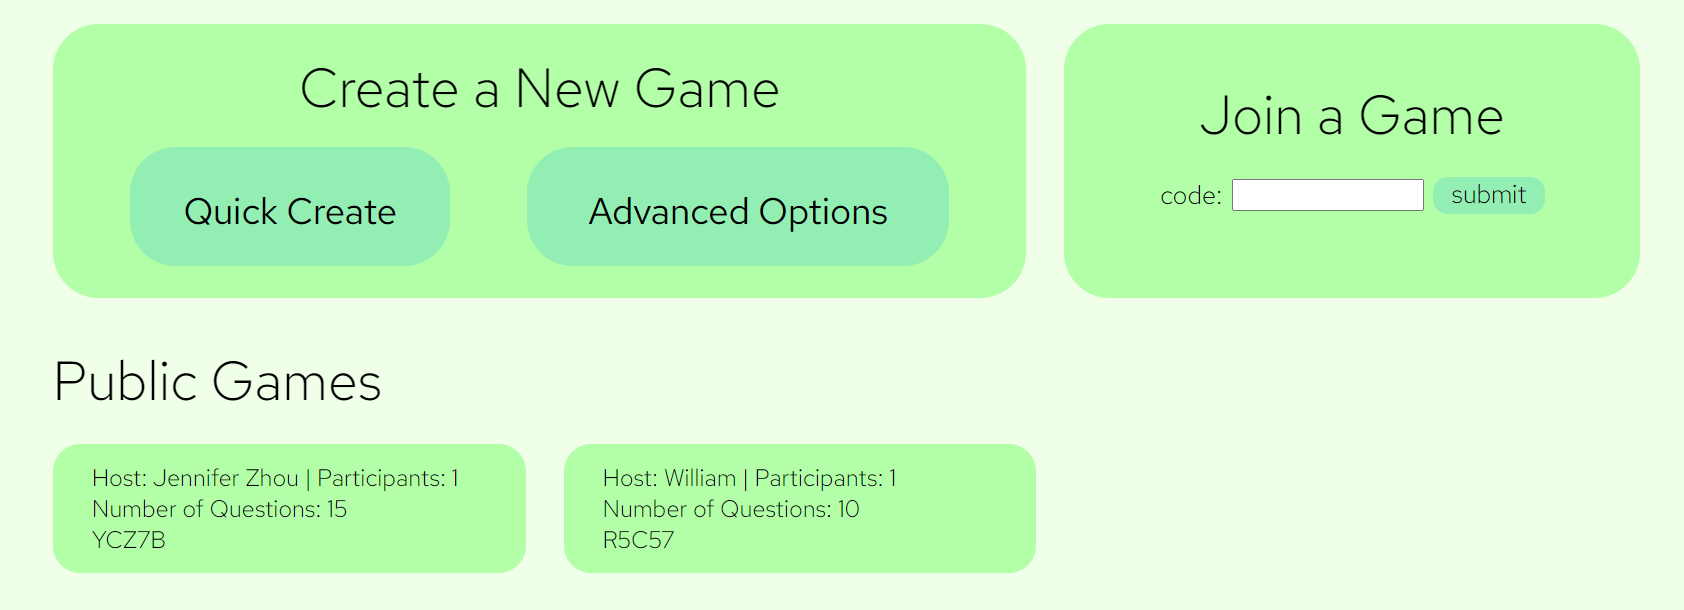 Create a New Game
Quick Create
Advanced Options
Join a Game
code:
submit
Public Games
Host: Jennifer Zhou | Participants: 1
Number of Questions: 15
YCZ7B
Host: William | Participants: 1
Number of Questions: 10
R5C57